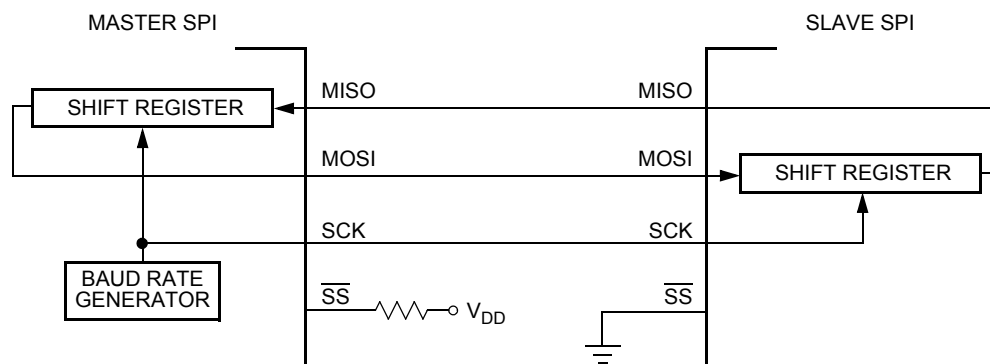 MASTER SPI
SLAVE SPI
MISO
MISO
SHIFT REGISTER
MOSI
MOSI
SHIFT REGISTER
SCK
SCK
BAUD RATE
GENERATOR
SS
VDD
SS